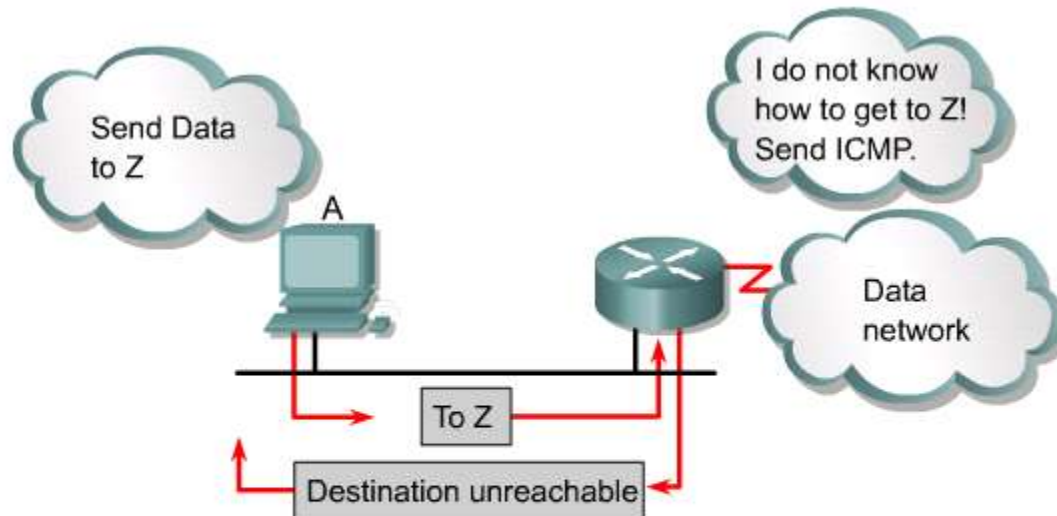 Send Data
to Z
I do not know
how to get to Z!
Send ICMP.
A
Data
network
To Z
Destination unreachable